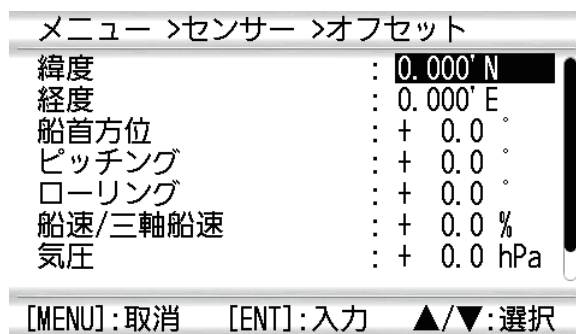 メニュー >センサー >オフセット
緯度 : 0.000' N
経度 : 0.000' E
船首方位 : + 0.0 °
ピッチング : + 0.0 °
ローリング : + 0.0 °
船速/三軸船速 : + 0.0 %
気圧 : + 0.0 hPa
[MENU]:取消 [ENT]:入力 ▲/▼:選択